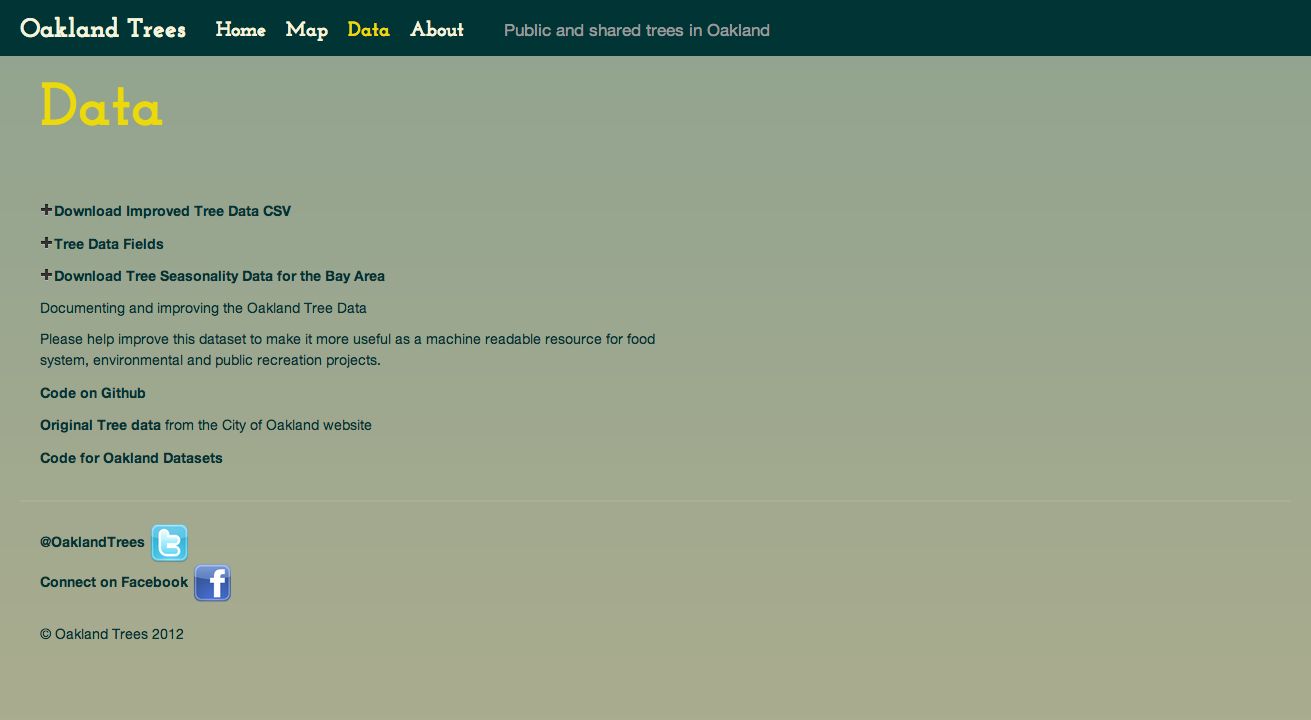 Oakland Trees Home Map Data About Public and shared trees in Oakland
Data
Download Improved Tree Data CSV
Tree Data Fields
Download Tree Seasonality Data for the Bay Area
Documenting and improving the Oakland Tree Data
Please help improve this dataset to make it more useful as a machine readable resource for food
system, environmental and public recreation projects.
Code on Github
Original Tree data from the City of Oakland website
Code for Oakland Datasets
@OaklandTrees
Connect on Facebook
© Oakland Trees 2012